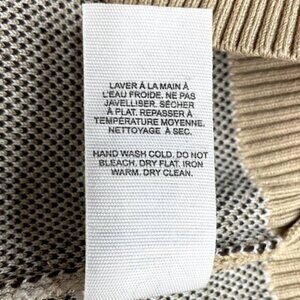 LAVER À LA MAIN À
L'EAU FROIDE. NE PAS
JAVELLISER. SÉCHER
À PLAT. REPASSER À
TEMPÉRATURE MOYENNE.
NETTOYAGE À SEC.
HAND WASH COLD. DO NOT
BLEACH. DRY FLAT. IRON
WARM. DRY CLEAN.